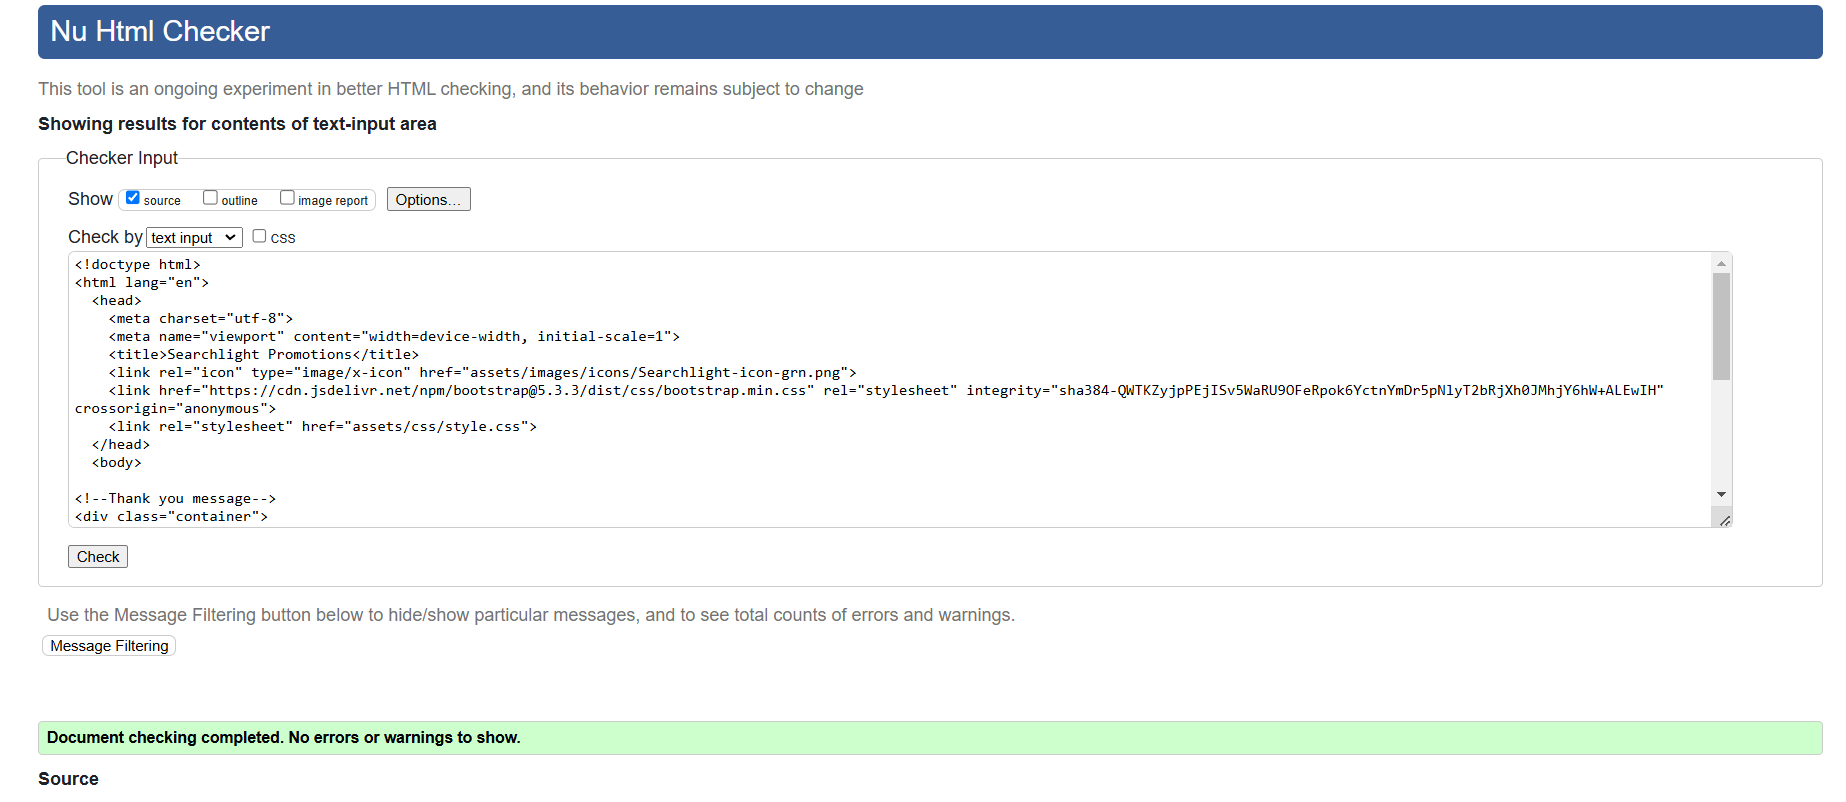 Nu Html Checker
This tool is an ongoing experiment in better HTML checking, and its behavior remains subject to change
Showing results for contents of text-input area
Checker Input
Show source outline image report Options...
Check by text input css
<!doctype html>
<html lang="en">
<head>
<meta charset="utf-8">
<meta name="viewport" content="width=device-width, initial-scale=1">
<title>Searchlight Promotions</title>
<link rel="icon" type="image/x-icon" href="assets/images/icons/Searchlight-icon-grn.png">
<link href="https://cdn.jsdelivr.net/npm/bootstrap@5.3.3/dist/css/bootstrap.min.css" rel="stylesheet" integrity="sha384-QWTKZyjpPEjISv5WaRU9OFeRpok6YctnYmDr5pNlyT2bRjXh0JMhjY6hW+ALEwIH"
crossorigin="anonymous">
<link rel="stylesheet" href="assets/css/style.css">
</head>
<body>
<!--Thank you message-->
<div class="container">
Check
Use the Message Filtering button below to hide/show particular messages, and to see total counts of errors and warnings.
Message Filtering
Document checking completed. No errors or warnings to show.
Source